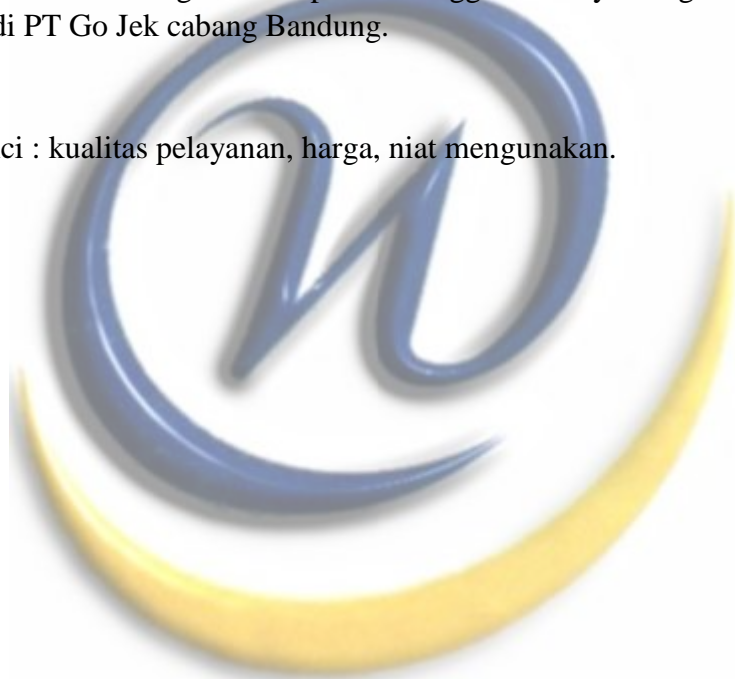 di PT Go Jek cabang Bandung.
ci : kualitas pelayanan, harga, niat mengunakan.